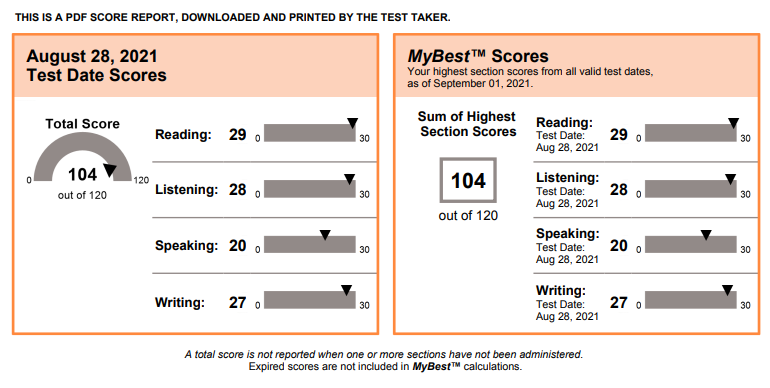 THIS IS A PDF SCORE REPORT, DOWNLOADED AND PRINTED BY THE TEST TAKER.
August 28, 2021
Test Date Scores
Total Score
104
0
120
out of 120
Reading: 29 0 30
Listening: 28 0 30
Speaking: 20 0 30
Writing: 27 0 30
MyBest™ Scores
Your highest section scores from all valid test dates,
as of September 01, 2021.
Sum of Highest
Section Scores
104
out of 120
Reading: 29 0 30
Test Date:
Aug 28, 2021
Listening: 28 0 30
Test Date:
Aug 28, 2021
Speaking: 20 0 30
Test Date:
Aug 28, 2021
Writing: 27 0 30
Test Date:
Aug 28, 2021
A total score is not reported when one or more sections have not been administered.
Expired scores are not included in MyBest™ calculations.